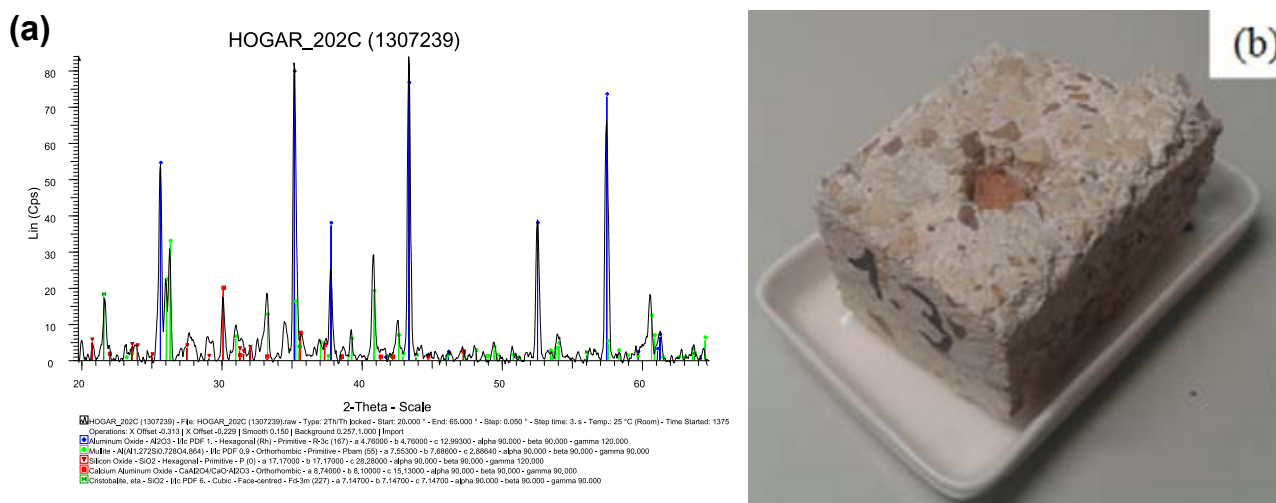 (a)
HOGAR_202C (1307239)
Lin (Cps)
80
70
60
50
40
30
20
10
0
20 30 40 50 60
2-Theta - Scale
HOGAR_202C (1307239) - File: HOGAR_202C (1307239).raw - Type: 2Th/Th locked - Start: 20.000 ° - End: 65.000 ° - Step: 0.050 ° - Step time: 3. s - Temp.: 25 °C (Room) - Time Started: 1375
Operations: X Offset -0.313 | X Offset -0.229 | Smooth 0.150 | Background 0.257,1.000 | Import
Aluminum Oxide - Al2O3 - I/Ic PDF 1. - Hexagonal (Rh) - Primitive - R-3c (167) - a 4.76000 - b 4.76000 - c 12.99300 - alpha 90.000 - beta 90.000 - gamma 120.000
Mullite - Al(Al1.272Si0.728O4.864) - I/Ic PDF 0.9 - Orthorhombic - Primitive - Pbam (55) - a 7.55300 - b 7.68600 - c 2.88640 - alpha 90.000 - beta 90.000 - gamma 90.000
Silicon Oxide - SiO2 - Hexagonal - Primitive - P (0) - a 17.17000 - b 17.17000 - c 28.28000 - alpha 90.000 - beta 90.000 - gamma 120.000
Calcium Aluminum Oxide - CaAl2O4/CaO·Al2O3 - Orthorhombic - a 8.74000 - b 8.10000 - c 15.13000 - alpha 90.000 - beta 90.000 - gamma 90.000
Cristobalite, eta - SiO2 - I/Ic PDF 6. - Cubic - Face-centred - Fd-3m (227) - a 7.14700 - b 7.14700 - c 7.14700 - alpha 90.000 - beta 90.000 - gamma 90.000
(b)